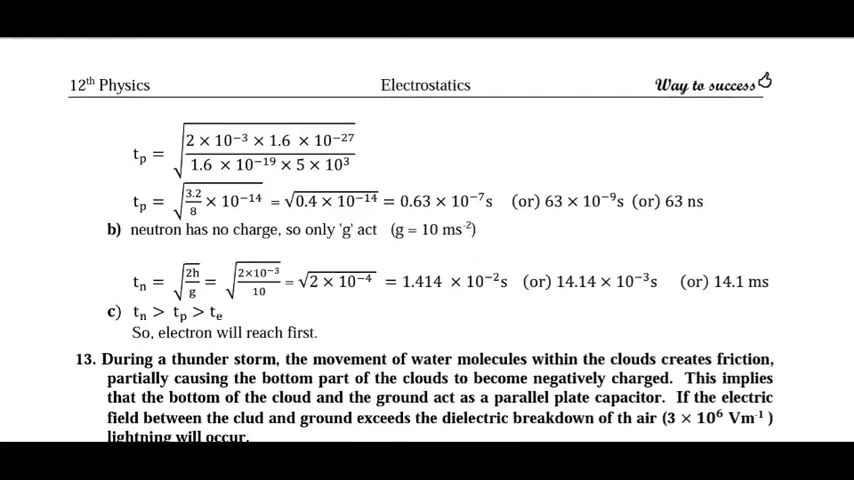 12th Physics Electrostatics Way to success
tₚ = √(2 × 10⁻³ × 1.6 × 10⁻²⁷ / 1.6 × 10⁻¹⁹ × 5 × 10³)
tₚ = √(3.2/8 × 10⁻¹⁴) = √(0.4 × 10⁻¹⁴) = 0.63 × 10⁻⁷s (or) 63 × 10⁻⁹s (or) 63 ns
b) neutron has no charge, so only 'g' act (g = 10 ms⁻²)
tₙ = √(2h/g) = √(2×10⁻³/10) = √(2 × 10⁻⁴) = 1.414 × 10⁻²s (or) 14.14 × 10⁻³s (or) 14.1 ms
c) tₙ > tₚ > tₑ
So, electron will reach first.
13. During a thunder storm, the movement of water molecules within the clouds creates friction,
partially causing the bottom part of the clouds to become negatively charged. This implies
that the bottom of the cloud and the ground act as a parallel plate capacitor. If the electric
field between the clud and ground exceeds the dielectric breakdown of th air (3 × 10⁶ Vm⁻¹ )
lightning will occur.